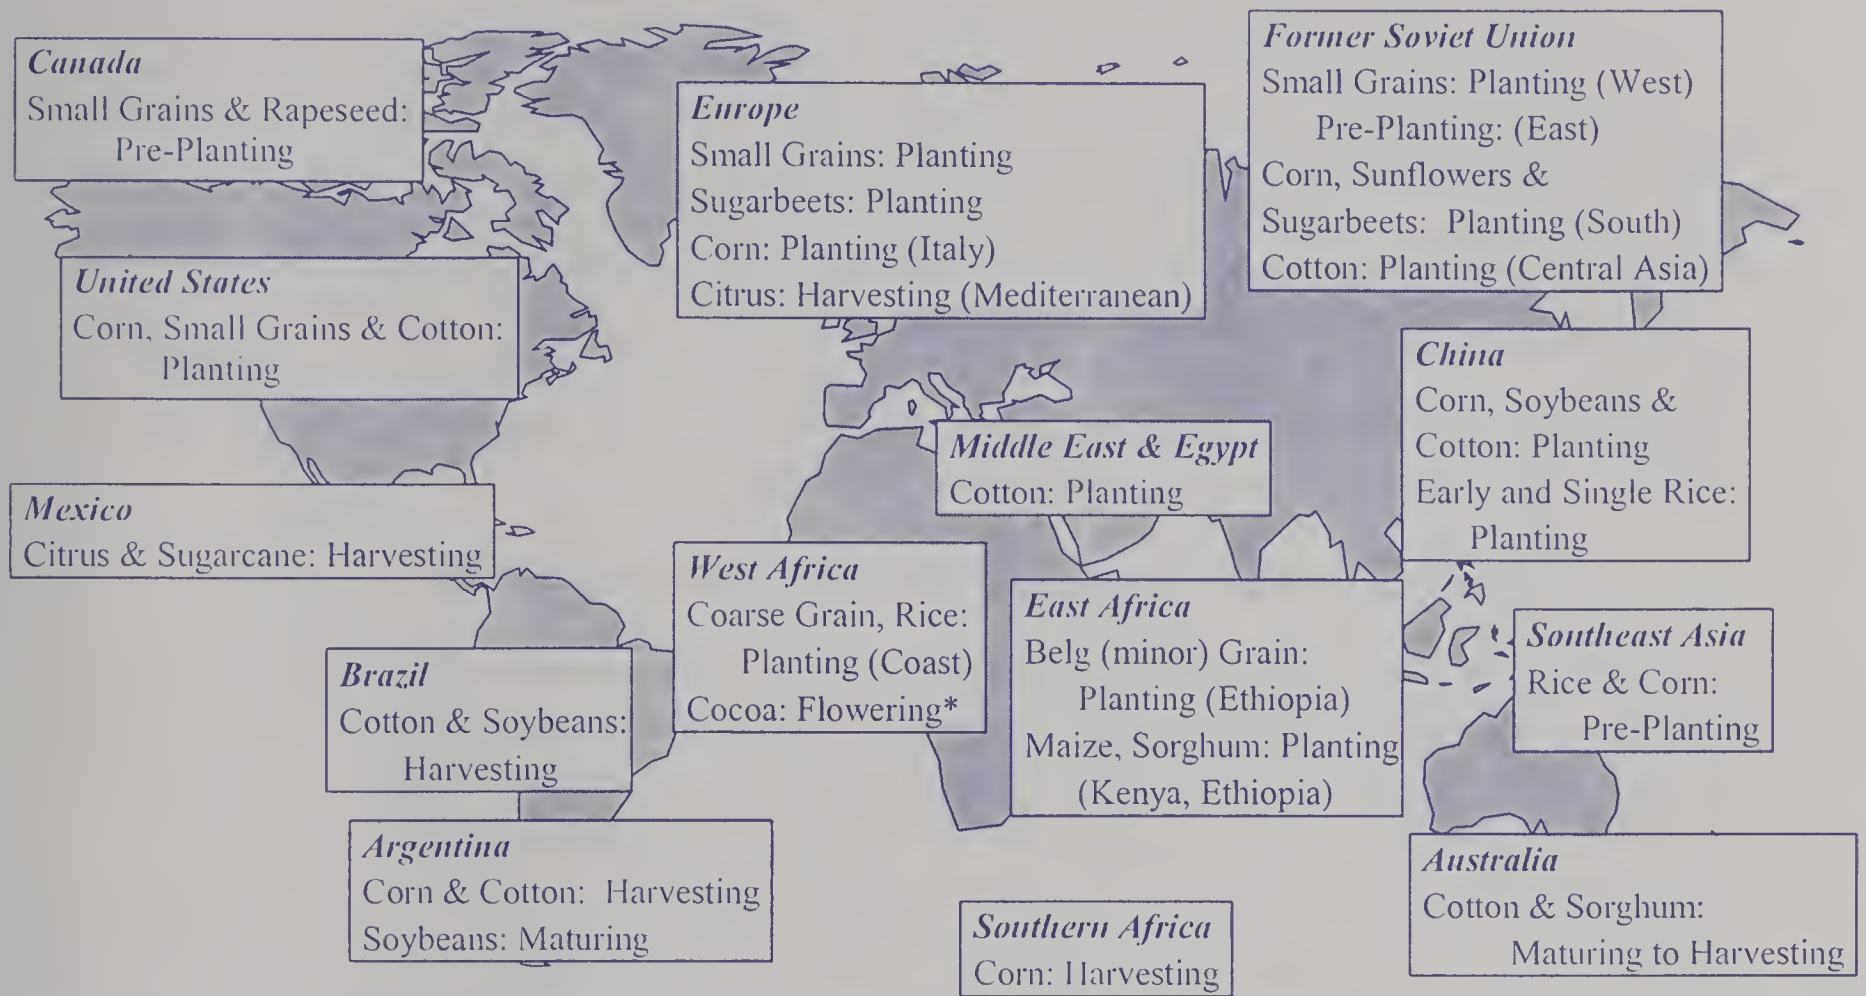 Canada
Small Grains & Rapeseed:
Pre-Planting
United States
Corn, Small Grains & Cotton:
Planting
Mexico
Citrus & Sugarcane: Harvesting
Brazil
Cotton & Soybeans:
Harvesting
Argentina
Corn & Cotton: Harvesting
Soybeans: Maturing
Europe
Small Grains: Planting
Sugarbeets: Planting
Corn: Planting (Italy)
Citrus: Harvesting (Mediterranean)
West Africa
Coarse Grain, Rice:
Planting (Coast)
Cocoa: Flowering*
Middle East & Egypt
Cotton: Planting
East Africa
Belg (minor) Grain:
Planting (Ethiopia)
Maize, Sorghum: Planting
(Kenya, Ethiopia)
Southern Africa
Corn: Harvesting
Former Soviet Union
Small Grains: Planting (West)
Pre-Planting: (East)
Corn, Sunflowers &
Sugarbeets: Planting (South)
Cotton: Planting (Central Asia)
China
Corn, Soybeans &
Cotton: Planting
Early and Single Rice:
Planting
Southeast Asia
Rice & Corn:
Pre-Planting
Australia
Cotton & Sorghum:
Maturing to Harvesting